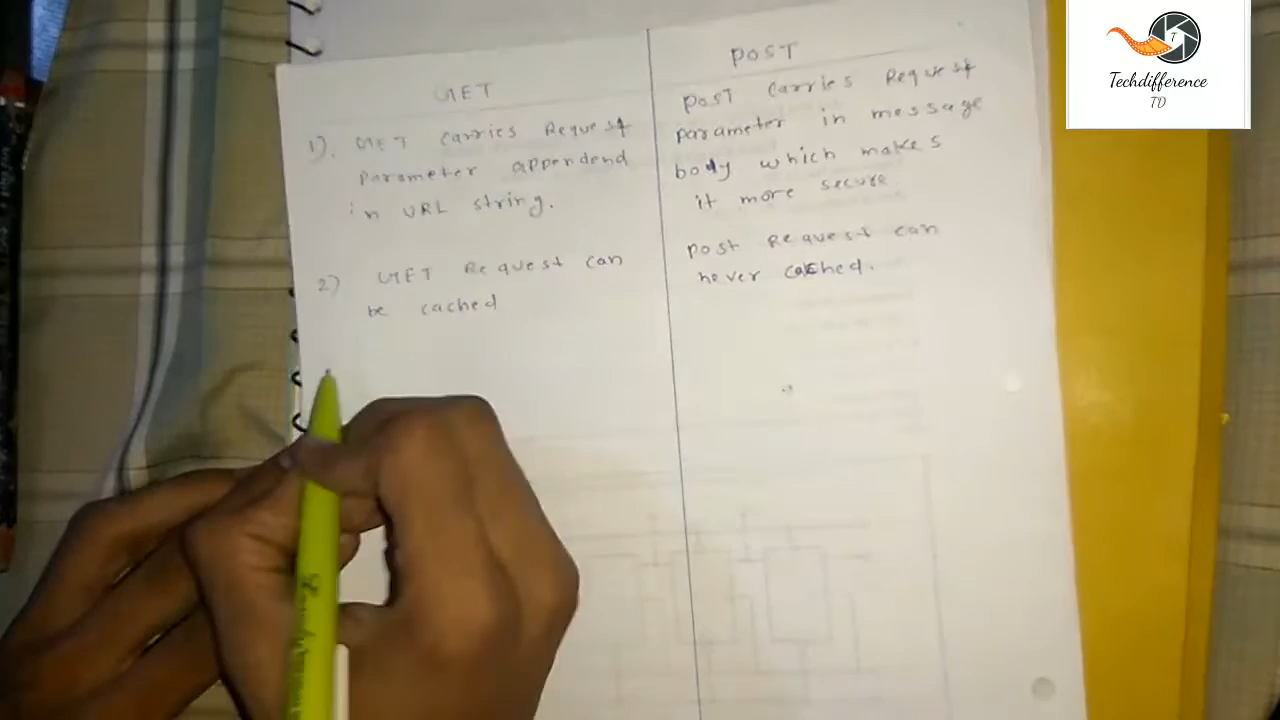 GET
1). GET carries Request
parameter appendend
in URL string.
2) GET Request can
be cached
POST
POST carries Request
parameter in message
body which makes
it more secure
post Request can
never cached.
T
Techdifference
TD